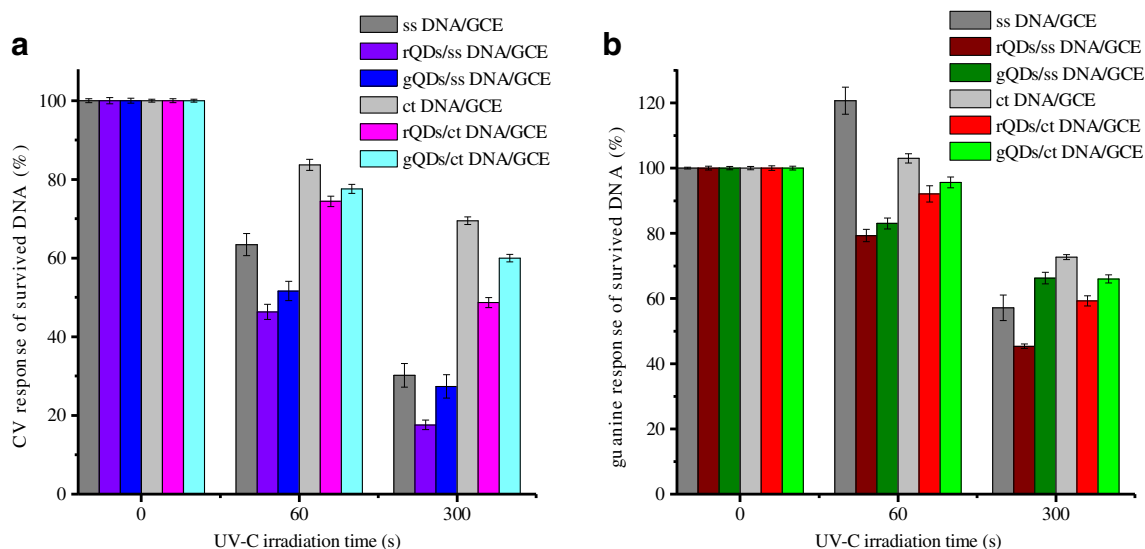 a
ss DNA/GCE
rQDs/ss DNA/GCE
gQDs/ss DNA/GCE
ct DNA/GCE
rQDs/ct DNA/GCE
gQDs/ct DNA/GCE
CV response of survived DNA (%)
100
80
60
40
20
0
0
60
300
UV-C irradiation time (s)
b
ss DNA/GCE
rQDs/ss DNA/GCE
gQDs/ss DNA/GCE
ct DNA/GCE
rQDs/ct DNA/GCE
gQDs/ct DNA/GCE
guanine response of survived DNA (%)
120
100
80
60
40
20
0
0
60
300
UV-C irradiation time (s)